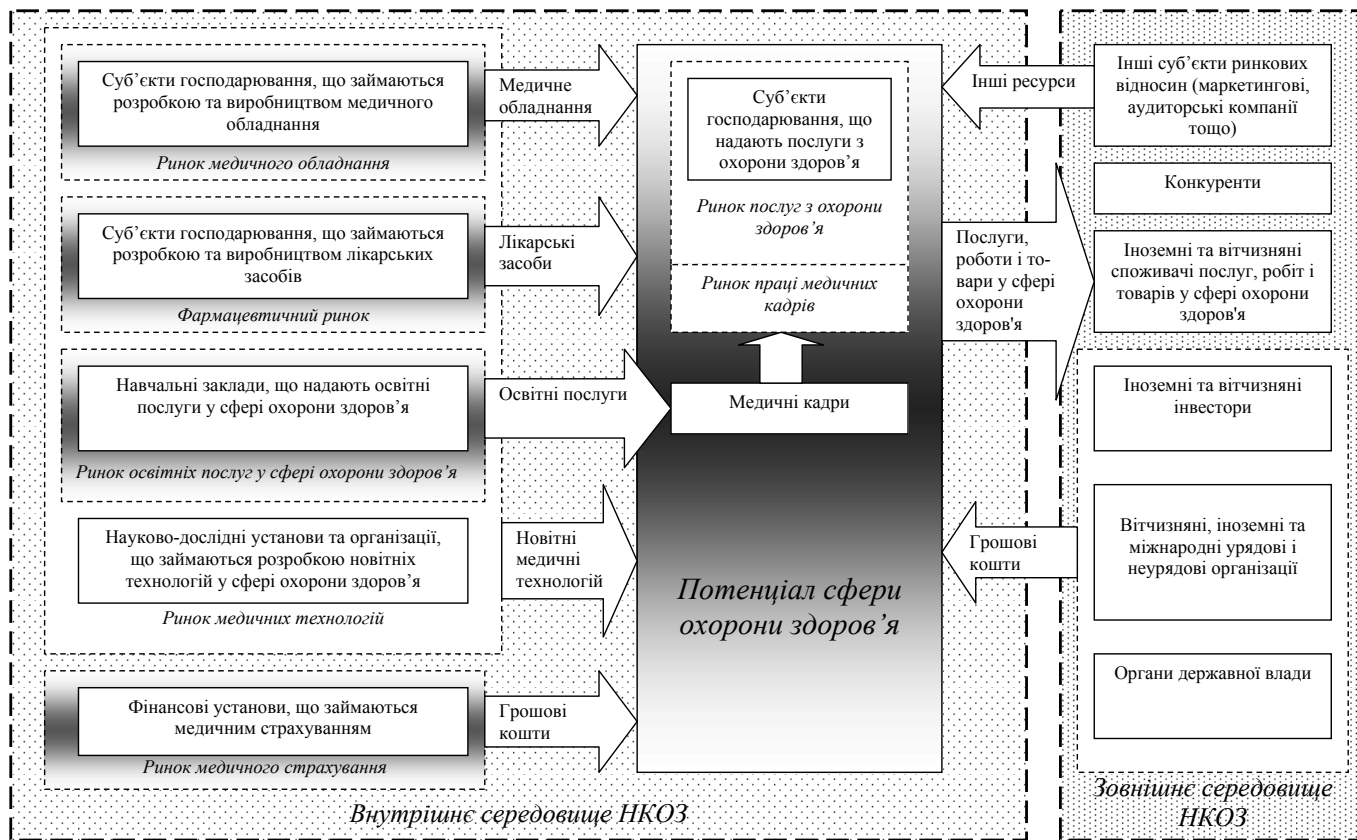 Суб’єкти господарювання, що займаються
розробкою та виробництвом медичного
обладнання
Ринок медичного обладнання
Медичне
обладнання
Суб’єкти господарювання, що займаються
розробкою та виробництвом лікарських
засобів
Фармацевтичний ринок
Лікарські
засоби
Навчальні заклади, що надають освітні
послуги у сфері охорони здоров’я
Ринок освітніх послуг у сфері охорони здоров’я
Освітні послуги
Науково-дослідні установи та організації,
що займаються розробкою новітніх
технологій у сфері охорони здоров’я
Ринок медичних технологій
Новітні
медичні
технологій
Фінансові установи, що займаються
медичним страхуванням
Ринок медичного страхування
Грошові
кошти
Суб’єкти
господарювання, що
надають послуги з
охорони здоров’я
Ринок послуг з охорони
здоров’я
Ринок праці медичних
кадрів
Медичні кадри
Потенціал сфери
охорони здоров’я
Внутрішнє середовище НКОЗ
Інші ресурси
Послуги,
роботи і то-
вари у сфері
охорони
здоров'я
Грошові
кошти
Інші суб’єкти ринкових
відносин (маркетингові,
аудиторські компанії
тощо)
Конкуренти
Іноземні та вітчизняні
споживачі послуг, робіт і
товарів у сфері охорони
здоров'я
Іноземні та вітчизняні
інвестори
Вітчизняні, іноземні та
міжнародні урядові і
неурядові організації
Органи державної влади
Зовнішнє середовище
НКОЗ